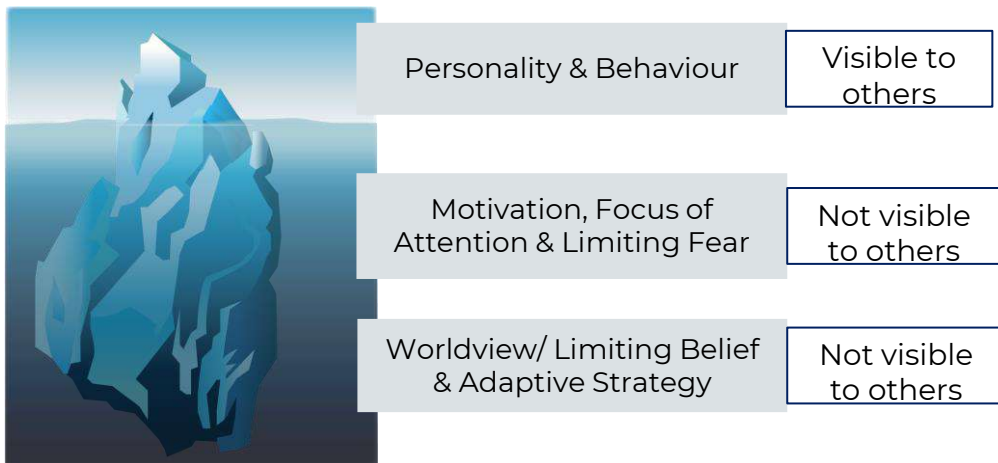 Personality & Behaviour
Visible to
others
Motivation, Focus of
Attention & Limiting Fear
Not visible
to others
Worldview/ Limiting Belief
& Adaptive Strategy
Not visible
to others